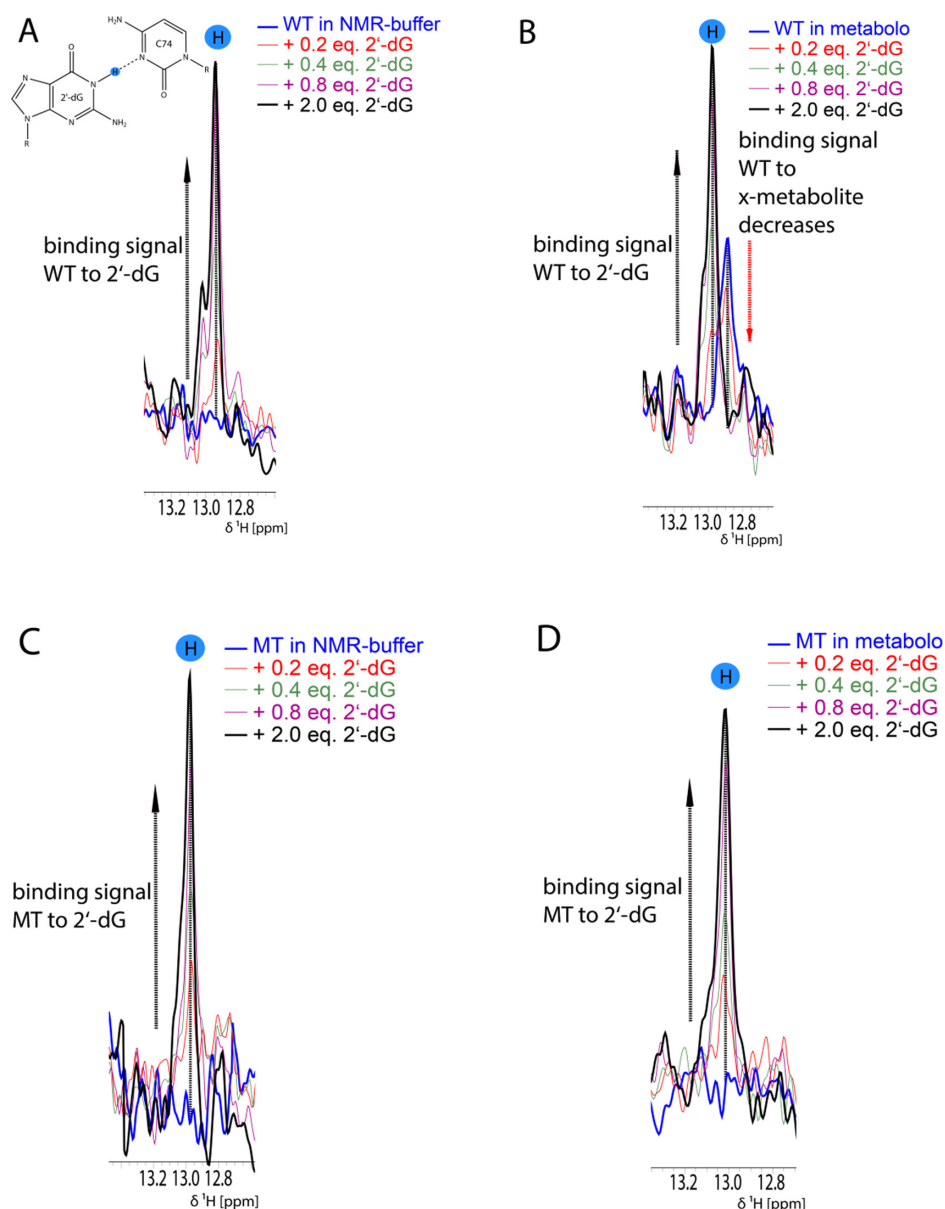 A
O
N
N
H
NH₂
N
C74
N
O
R
N
N
R
2'-dG
NH₂
H
WT in NMR-buffer
+ 0.2 eq. 2'-dG
+ 0.4 eq. 2'-dG
+ 0.8 eq. 2'-dG
+ 2.0 eq. 2'-dG
binding signal
WT to 2'-dG
13.2 13.0 12.8
δ ¹H [ppm]
B
H
WT in metabolo
+ 0.2 eq. 2'-dG
+ 0.4 eq. 2'-dG
+ 0.8 eq. 2'-dG
+ 2.0 eq. 2'-dG
binding signal
WT to
x-metabolite
decreases
binding signal
WT to 2'-dG
13.2 13.0 12.8
δ ¹H [ppm]
C
H
MT in NMR-buffer
+ 0.2 eq. 2'-dG
+ 0.4 eq. 2'-dG
+ 0.8 eq. 2'-dG
+ 2.0 eq. 2'-dG
binding signal
MT to 2'-dG
13.2 13.0 12.8
δ ¹H [ppm]
D
H
MT in metabolo
+ 0.2 eq. 2'-dG
+ 0.4 eq. 2'-dG
+ 0.8 eq. 2'-dG
+ 2.0 eq. 2'-dG
binding signal
MT to 2'-dG
13.2 13.0 12.8
δ ¹H [ppm]